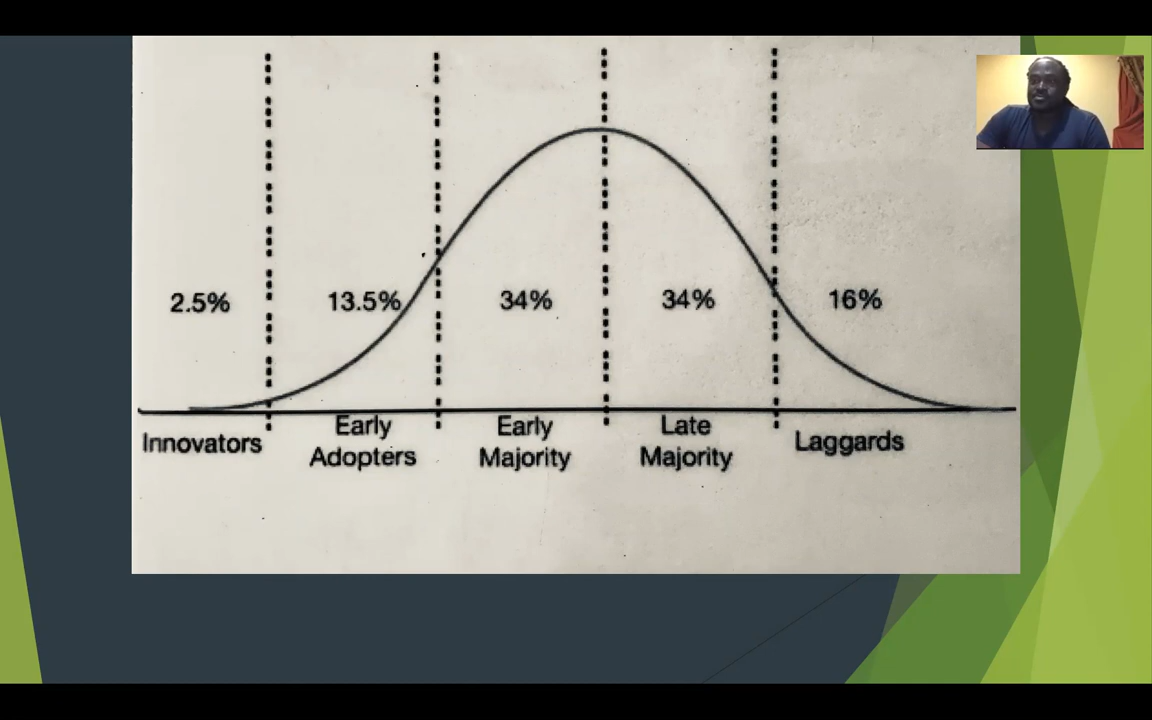 2.5%
13.5%
34%
34%
16%
Innovators
Early
Adopters
Early
Majority
Late
Majority
Laggards